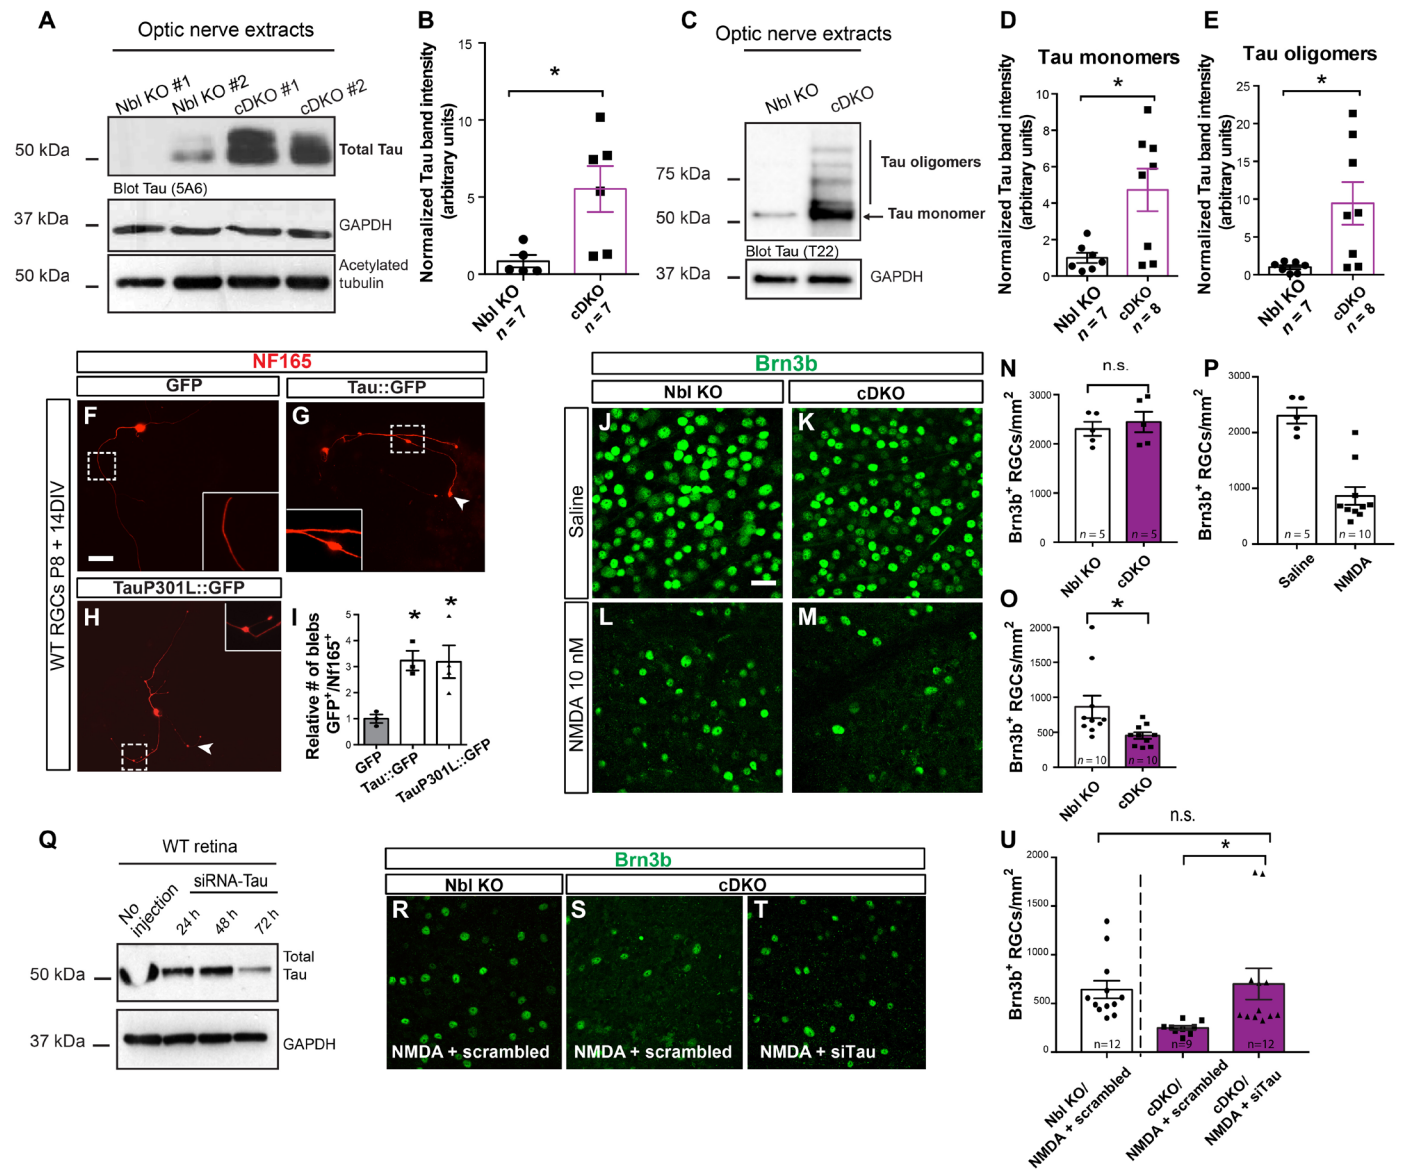 A
Optic nerve extracts
Nbl KO #1
Nbl KO #2
cDKO #1
cDKO #2
50 kDa
Total Tau
Blot Tau (5A6)
37 kDa
GAPDH
50 kDa
Acetylated
tubulin
B
Normalized Tau band intensity
(arbitrary units)
15
10
5
0
*
Nbl KO
n = 7
cDKO
n = 7
C
Optic nerve extracts
Nbl KO
cDKO
75 kDa
Tau oligomers
50 kDa
Tau monomer
Blot Tau (T22)
37 kDa
GAPDH
D
Tau monomers
Normalized Tau band intensity
(arbitrary units)
10
8
6
4
2
0
*
Nbl KO
n = 7
cDKO
n = 8
E
Tau oligomers
Normalized Tau band intensity
(arbitrary units)
25
20
15
10
5
0
*
Nbl KO
n = 7
cDKO
n = 8
NF165
GFP
Tau::GFP
WT RGCs P8 + 14DIV
F
G
TauP301L::GFP
H
I
Relative # of blebs
GFP+/Nf165+
5
4
3
2
1
0
*
*
GFP
Tau::GFP
TauP301L::GFP
Brn3b
Nbl KO
cDKO
Saline
J
K
NMDA 10 nM
L
M
N
Brn3b+ RGCs/mm2
3000
2000
1000
0
n.s.
n = 5
n = 5
Nbl KO
cDKO
P
Brn3b+ RGCs/mm2
3000
2000
1000
0
n = 5
n = 10
Saline
NMDA
O
Brn3b+ RGCs/mm2
2000
1500
1000
500
0
*
n = 10
n = 10
Nbl KO
cDKO
Q
WT retina
siRNA-Tau
No
injection
24 h
48 h
72 h
50 kDa
Total
Tau
37 kDa
GAPDH
Brn3b
Nbl KO
cDKO
R
NMDA + scrambled
S
NMDA + scrambled
T
NMDA + siTau
U
Brn3b+ RGCs/mm2
2000
1500
1000
500
0
n.s.
*
n=12
n=9
n=12
Nbl KO/
NMDA + scrambled
cDKO/
NMDA + scrambled
cDKO/
NMDA + siTau